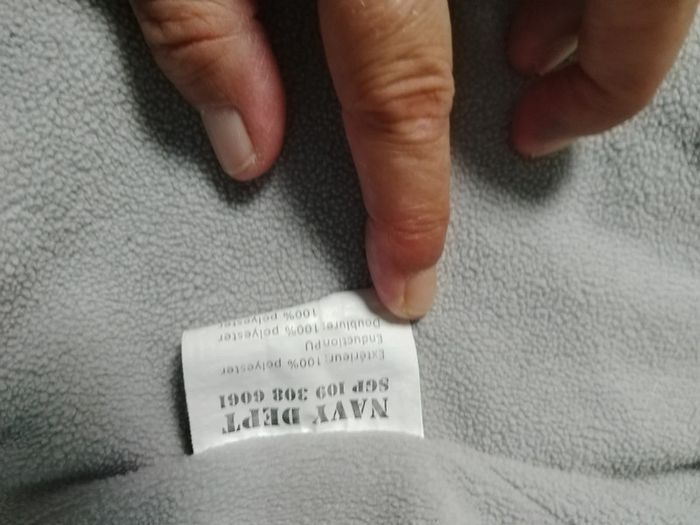 NAVY DEPT
SGP 109 308 6061
Extérieur: 100% polyester
Enduction PU
Doublure: 100% polyester
100% polyester